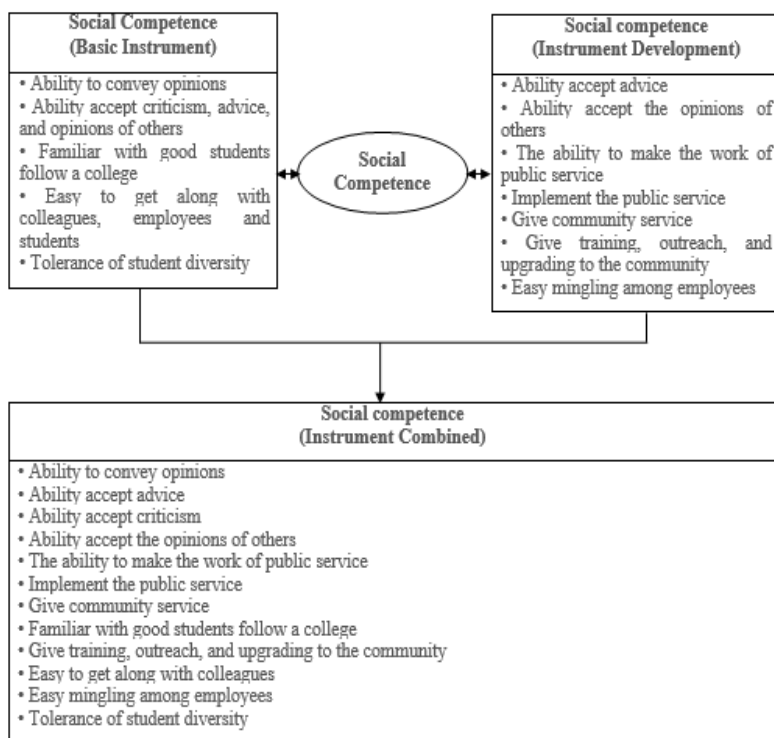 Social Competence
(Basic Instrument)
• Ability to convey opinions
• Ability accept criticism, advice,
and opinions of others
• Familiar with good students
follow a college
• Easy to get along with
colleagues, employees and
students
• Tolerance of student diversity
Social
Competence
Social competence
(Instrument Development)
• Ability accept advice
• Ability accept the opinions of
others
• The ability to make the work of
public service
• Implement the public service
• Give community service
• Give training, outreach, and
upgrading to the community
• Easy mingling among employees
Social competence
(Instrument Combined)
• Ability to convey opinions
• Ability accept advice
• Ability accept criticism
• Ability accept the opinions of others
• The ability to make the work of public service
• Implement the public service
• Give community service
• Familiar with good students follow a college
• Give training, outreach, and upgrading to the community
• Easy to get along with colleagues
• Easy mingling among employees
• Tolerance of student diversity